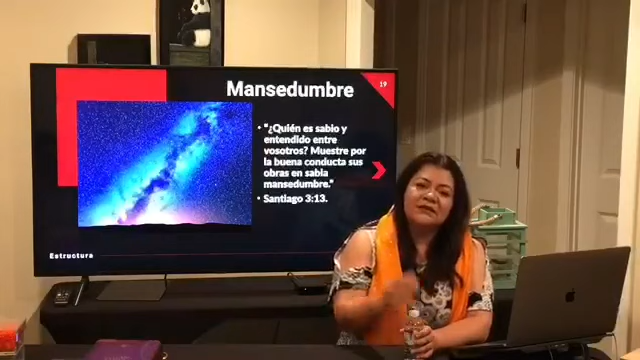 Mansedumbre
19
• "¿Quién es sabio y
entendido entre
vosotros? Muestre por
la buena conducta sus
obras en sabia
mansedumbre."
• Santiago 3:13.
Estructura